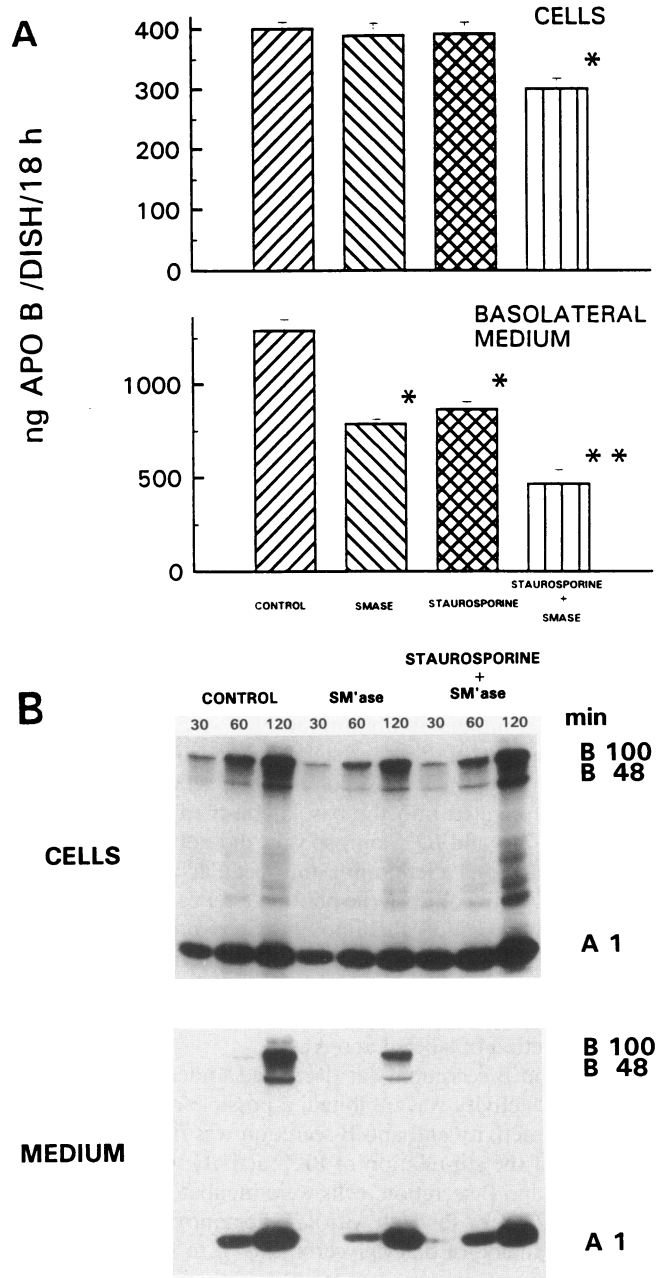 A
CELLS
ng APO B /DISH/18 h
400
300
200
100
0
*
BASOLATERAL
MEDIUM
1000
500
0
*
*
* *
CONTROL
SMASE
STAUROSPORINE
STAUROSPORINE
+
SMASE
B
CONTROL
SM'ase
STAUROSPORINE
+
SM'ase
30 60 120 30 60 120 30 60 120 min
B 100
B 48
CELLS
A 1
B 100
B 48
MEDIUM
A 1